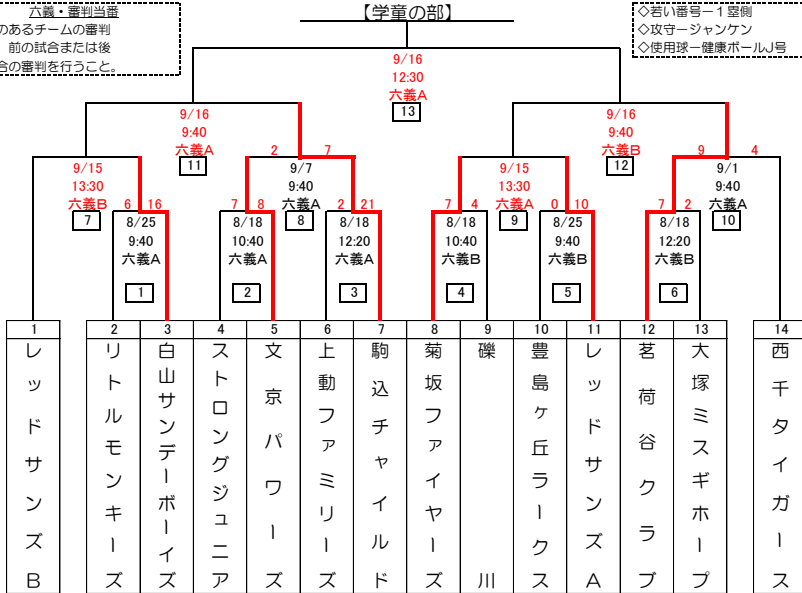 六義・審判当番
のあるチームの審判
前の試合または後
合の審判を行うこと。
【学童の部】
◇若い番号－1塁側
◇攻守－ジャンケン
◇使用球－健康ボールJ号
9/16
12:30
六義A
13
9/16
9:40
六義A
11
9/16
9:40
六義B
12
9/15
13:30
六義B
7
2 7
9/7
9:40
六義A
8
9/15
13:30
六義A
9
9 4
9/1
9:40
六義A
10
6 16
8/25
9:40
六義A
1
7 8
8/18
10:40
六義A
2
2 21
8/18
12:20
六義A
3
7 4
8/18
10:40
六義B
4
0 10
8/25
9:40
六義B
5
7 2
8/18
12:20
六義B
6
1 2 3 4 5 6 7 8 9 10 11 12 13 14
レッドサンズB
リトルモンキーズ
白山サンデーボーイズ
ストロングジュニア
文京パワーズ
上動ファミリーズ
駒込チャイルド
菊坂ファイヤーズ
礫川
豊島ヶ丘ラークス
レッドサンズA
茗荷谷クラブ
大塚ミスギホープ
西千タイガース